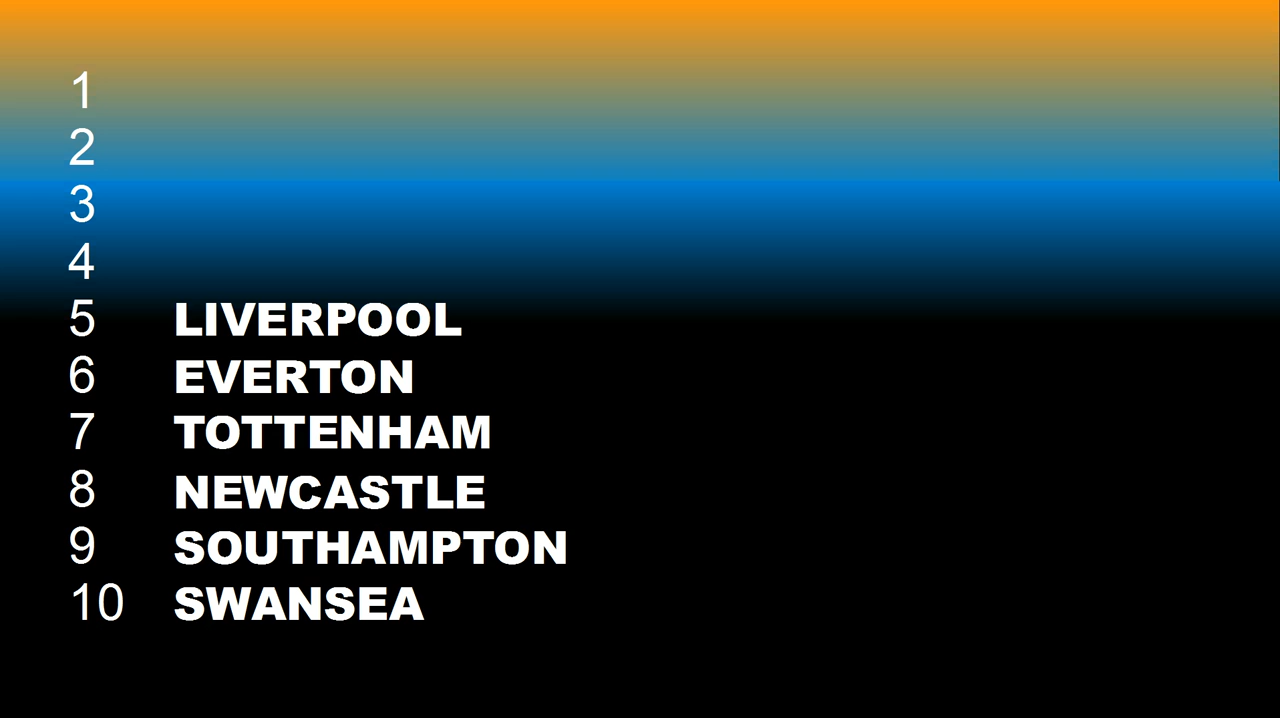 1
2
3
4
5 LIVERPOOL
6 EVERTON
7 TOTTENHAM
8 NEWCASTLE
9 SOUTHAMPTON
10 SWANSEA